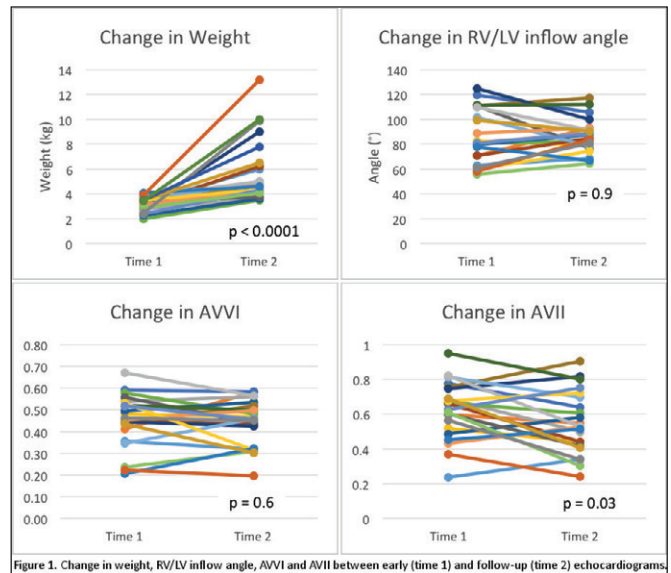 Change in Weight
14
12
10
8
6
4
2
0
Weight (kg)
p < 0.0001
Time 1 Time 2
Change in RV/LV inflow angle
140
120
100
80
60
40
20
0
Angle (°)
p = 0.9
Time 1 Time 2
Change in AVVI
0.80
0.70
0.60
0.50
0.40
0.30
0.20
0.10
0.00
p = 0.6
Time 1 Time 2
Change in AVII
1
0.8
0.6
0.4
0.2
0
p = 0.03
Time 1 Time 2
Figure 1. Change in weight, RV/LV inflow angle, AVVI and AVII between early (time 1) and follow-up (time 2) echocardiograms.